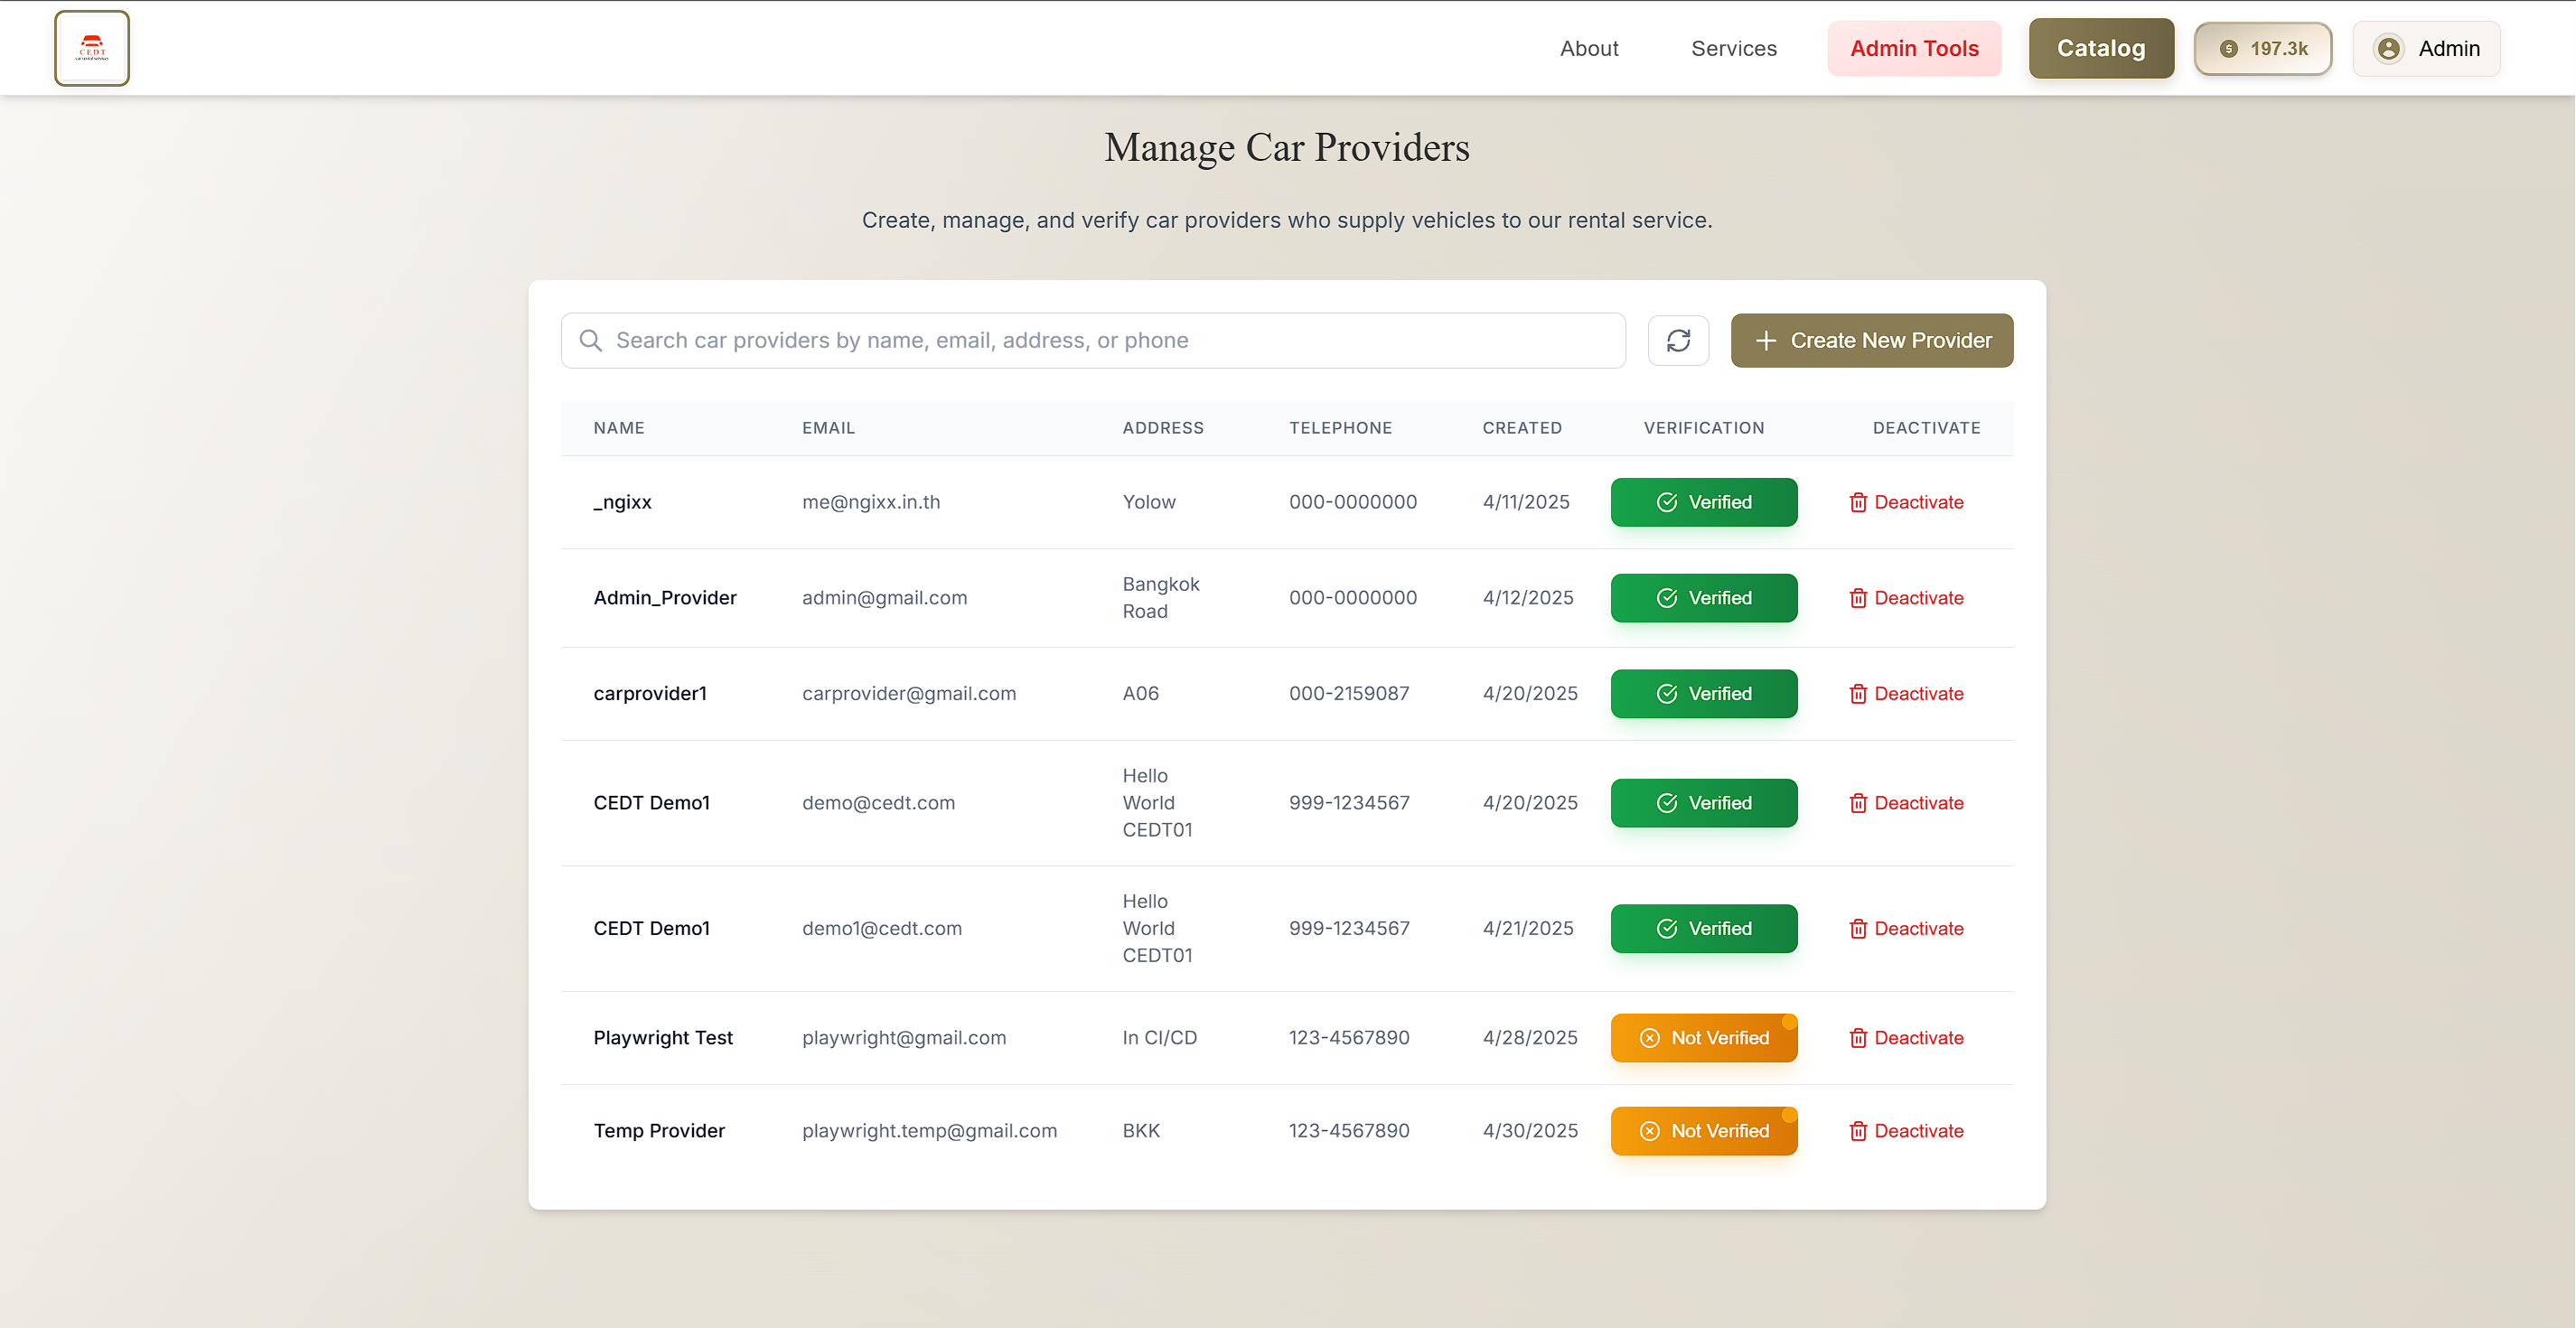 CEDT
car rental services
About
Services
Admin Tools
Catalog
197.3k
Admin
Manage Car Providers
Create, manage, and verify car providers who supply vehicles to our rental service.
Search car providers by name, email, address, or phone
Create New Provider
NAME EMAIL ADDRESS TELEPHONE CREATED VERIFICATION DEACTIVATE
_ngixx me@ngixx.in.th Yolow 000-0000000 4/11/2025 Verified Deactivate
Admin_Provider admin@gmail.com Bangkok
Road 000-0000000 4/12/2025 Verified Deactivate
carprovider1 carprovider@gmail.com A06 000-2159087 4/20/2025 Verified Deactivate
CEDT Demo1 demo@cedt.com Hello
World
CEDT01 999-1234567 4/20/2025 Verified Deactivate
CEDT Demo1 demo1@cedt.com Hello
World
CEDT01 999-1234567 4/21/2025 Verified Deactivate
Playwright Test playwright@gmail.com In CI/CD 123-4567890 4/28/2025 Not Verified Deactivate
Temp Provider playwright.temp@gmail.com BKK 123-4567890 4/30/2025 Not Verified Deactivate